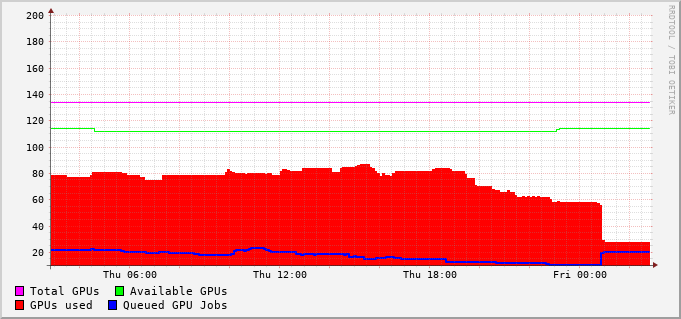 200
180
160
140
120
100
80
60
40
20
Thu 06:00 Thu 12:00 Thu 18:00 Fri 00:00
Total GPUs Available GPUs
GPUs used Queued GPU Jobs
RRDTOOL / TOBI OETIKER